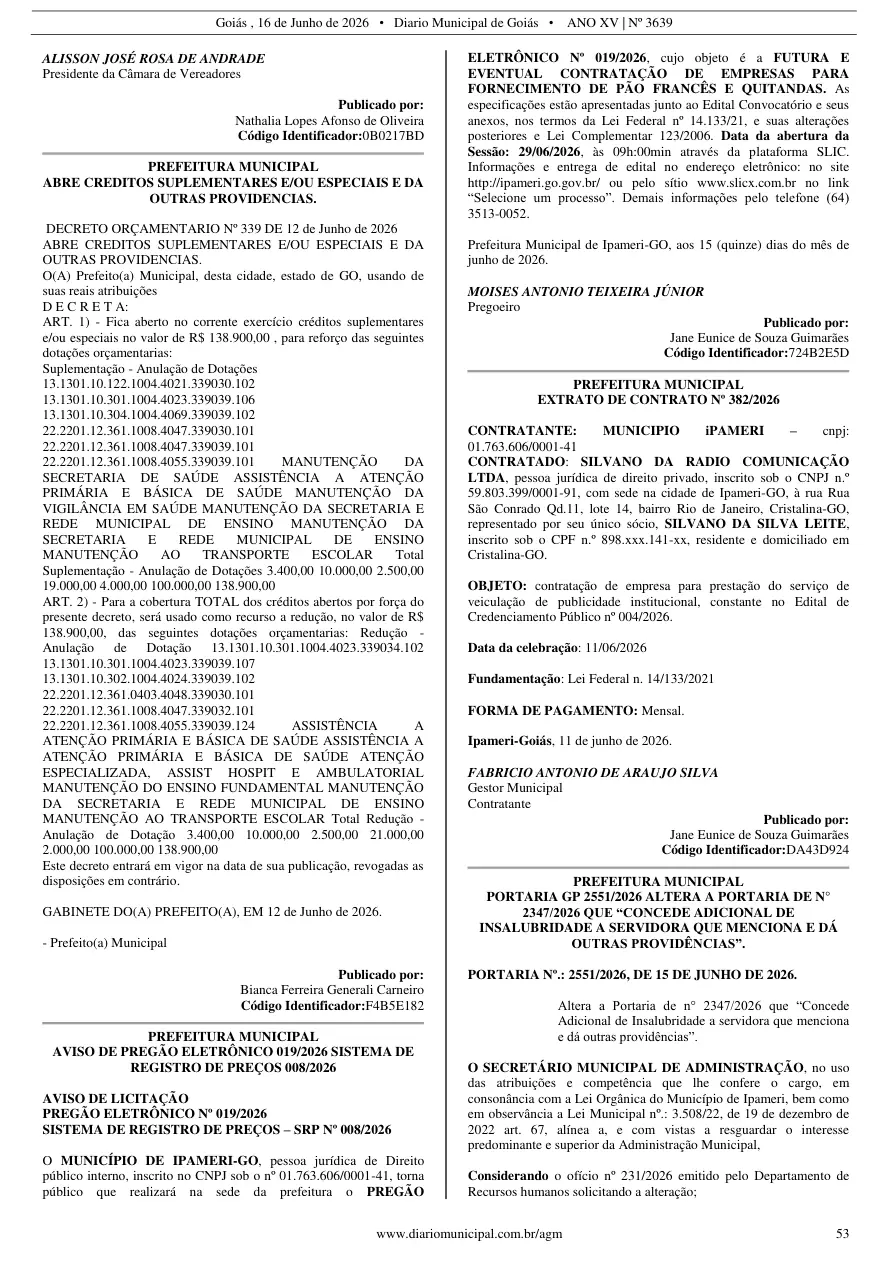 Goiás , 16 de Junho de 2026 • Diario Municipal de Goiás • ANO XV | Nº 3639
ALISSON JOSÉ ROSA DE ANDRADE
Presidente da Câmara de Vereadores
Publicado por:
Nathalia Lopes Afonso de Oliveira
Código Identificador:0B0217BD
PREFEITURA MUNICIPAL
ABRE CREDITOS SUPLEMENTARES E/OU ESPECIAIS E DA
OUTRAS PROVIDENCIAS.
DECRETO ORÇAMENTARIO Nº 339 DE 12 de Junho de 2026
ABRE CREDITOS SUPLEMENTARES E/OU ESPECIAIS E DA
OUTRAS PROVIDENCIAS.
O(A) Prefeito(a) Municipal, desta cidade, estado de GO, usando de
suas reais atribuições
D E C R E T A:
ART. 1) - Fica aberto no corrente exercício créditos suplementares
e/ou especiais no valor de R$ 138.900,00 , para reforço das seguintes
dotações orçamentarias:
Suplementação - Anulação de Dotações
13.1301.10.122.1004.4021.339030.102
13.1301.10.301.1004.4023.339039.106
13.1301.10.304.1004.4069.339039.102
22.2201.12.361.1008.4047.339030.101
22.2201.12.361.1008.4047.339039.101
22.2201.12.361.1008.4055.339039.101 MANUTENÇÃO DA
SECRETARIA DE SAÚDE ASSISTÊNCIA A ATENÇÃO
PRIMÁRIA E BÁSICA DE SAÚDE MANUTENÇÃO DA
VIGILÂNCIA EM SAÚDE MANUTENÇÃO DA SECRETARIA E
REDE MUNICIPAL DE ENSINO MANUTENÇÃO DA
SECRETARIA E REDE MUNICIPAL DE ENSINO
MANUTENÇÃO AO TRANSPORTE ESCOLAR Total
Suplementação - Anulação de Dotações 3.400,00 10.000,00 2.500,00
19.000,00 4.000,00 100.000,00 138.900,00
ART. 2) - Para a cobertura TOTAL dos créditos abertos por força do
presente decreto, será usado como recurso a redução, no valor de R$
138.900,00, das seguintes dotações orçamentarias: Redução -
Anulação de Dotação 13.1301.10.301.1004.4023.339034.102
13.1301.10.301.1004.4023.339039.107
13.1301.10.302.1004.4024.339039.102
22.2201.12.361.0403.4048.339030.101
22.2201.12.361.1008.4047.339032.101
22.2201.12.361.1008.4055.339039.124 ASSISTÊNCIA A
ATENÇÃO PRIMÁRIA E BÁSICA DE SAÚDE ASSISTÊNCIA A
ATENÇÃO PRIMÁRIA E BÁSICA DE SAÚDE ATENÇÃO
ESPECIALIZADA, ASSIST HOSPIT E AMBULATORIAL
MANUTENÇÃO DO ENSINO FUNDAMENTAL MANUTENÇÃO
DA SECRETARIA E REDE MUNICIPAL DE ENSINO
MANUTENÇÃO AO TRANSPORTE ESCOLAR Total Redução -
Anulação de Dotação 3.400,00 10.000,00 2.500,00 21.000,00
2.000,00 100.000,00 138.900,00
Este decreto entrará em vigor na data de sua publicação, revogadas as
disposições em contrário.
GABINETE DO(A) PREFEITO(A), EM 12 de Junho de 2026.
- Prefeito(a) Municipal
Publicado por:
Bianca Ferreira Generali Carneiro
Código Identificador:F4B5E182
PREFEITURA MUNICIPAL
AVISO DE PREGÃO ELETRÔNICO 019/2026 SISTEMA DE
REGISTRO DE PREÇOS 008/2026
AVISO DE LICITAÇÃO
PREGÃO ELETRÔNICO Nº 019/2026
SISTEMA DE REGISTRO DE PREÇOS – SRP Nº 008/2026
O MUNICÍPIO DE IPAMERI-GO, pessoa jurídica de Direito
público interno, inscrito no CNPJ sob o nº 01.763.606/0001-41, torna
público que realizará na sede da prefeitura o PREGÃO
ELETRÔNICO Nº 019/2026, cujo objeto é a FUTURA E
EVENTUAL CONTRATAÇÃO DE EMPRESAS PARA
FORNECIMENTO DE PÃO FRANCÊS E QUITANDAS. As
especificações estão apresentadas junto ao Edital Convocatório e seus
anexos, nos termos da Lei Federal nº 14.133/21, e suas alterações
posteriores e Lei Complementar 123/2006. Data da abertura da
Sessão: 29/06/2026, às 09h:00min através da plataforma SLIC.
Informações e entrega de edital no endereço eletrônico: no site
http://ipameri.go.gov.br/ ou pelo sítio www.slicx.com.br no link
“Selecione um processo”. Demais informações pelo telefone (64)
3513-0052.
Prefeitura Municipal de Ipameri-GO, aos 15 (quinze) dias do mês de
junho de 2026.
MOISES ANTONIO TEIXEIRA JÚNIOR
Pregoeiro
Publicado por:
Jane Eunice de Souza Guimarães
Código Identificador:724B2E5D
PREFEITURA MUNICIPAL
EXTRATO DE CONTRATO Nº 382/2026
CONTRATANTE: MUNICIPIO iPAMERI – cnpj:
01.763.606/0001-41
CONTRATADO: SILVANO DA RADIO COMUNICAÇÃO
LTDA, pessoa jurídica de direito privado, inscrito sob o CNPJ n.º
59.803.399/0001-91, com sede na cidade de Ipameri-GO, à rua Rua
São Conrado Qd.11, lote 14, bairro Rio de Janeiro, Cristalina-GO,
representado por seu único sócio, SILVANO DA SILVA LEITE,
inscrito sob o CPF n.º 898.xxx.141-xx, residente e domiciliado em
Cristalina-GO.
OBJETO: contratação de empresa para prestação do serviço de
veiculação de publicidade institucional, constante no Edital de
Credenciamento Público nº 004/2026.
Data da celebração: 11/06/2026
Fundamentação: Lei Federal n. 14/133/2021
FORMA DE PAGAMENTO: Mensal.
Ipameri-Goiás, 11 de junho de 2026.
FABRICIO ANTONIO DE ARAUJO SILVA
Gestor Municipal
Contratante
Publicado por:
Jane Eunice de Souza Guimarães
Código Identificador:DA43D924
PREFEITURA MUNICIPAL
PORTARIA GP 2551/2026 ALTERA A PORTARIA DE N°
2347/2026 QUE “CONCEDE ADICIONAL DE
INSALUBRIDADE A SERVIDORA QUE MENCIONA E DÁ
OUTRAS PROVIDÊNCIAS”.
PORTARIA Nº.: 2551/2026, DE 15 DE JUNHO DE 2026.
Altera a Portaria de n° 2347/2026 que “Concede
Adicional de Insalubridade a servidora que menciona
e dá outras providências”.
O SECRETÁRIO MUNICIPAL DE ADMINISTRAÇÃO, no uso
das atribuições e competência que lhe confere o cargo, em
consonância com a Lei Orgânica do Município de Ipameri, bem como
em observância a Lei Municipal nº.: 3.508/22, de 19 de dezembro de
2022 art. 67, alínea a, e com vistas a resguardar o interesse
predominante e superior da Administração Municipal,
Considerando o ofício nº 231/2026 emitido pelo Departamento de
Recursos humanos solicitando a alteração;
www.diariomunicipal.com.br/agm 53